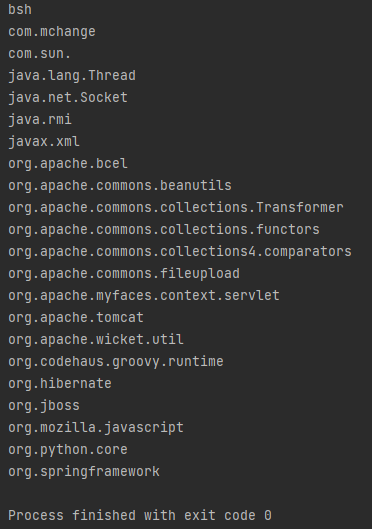 bsh
com.mchange
com.sun.
java.lang.Thread
java.net.Socket
java.rmi
javax.xml
org.apache.bcel
org.apache.commons.beanutils
org.apache.commons.collections.Transformer
org.apache.commons.collections.functors
org.apache.commons.collections4.comparators
org.apache.commons.fileupload
org.apache.myfaces.context.servlet
org.apache.tomcat
org.apache.wicket.util
org.codehaus.groovy.runtime
org.hibernate
org.jboss
org.mozilla.javascript
org.python.core
org.springframework
Process finished with exit code 0